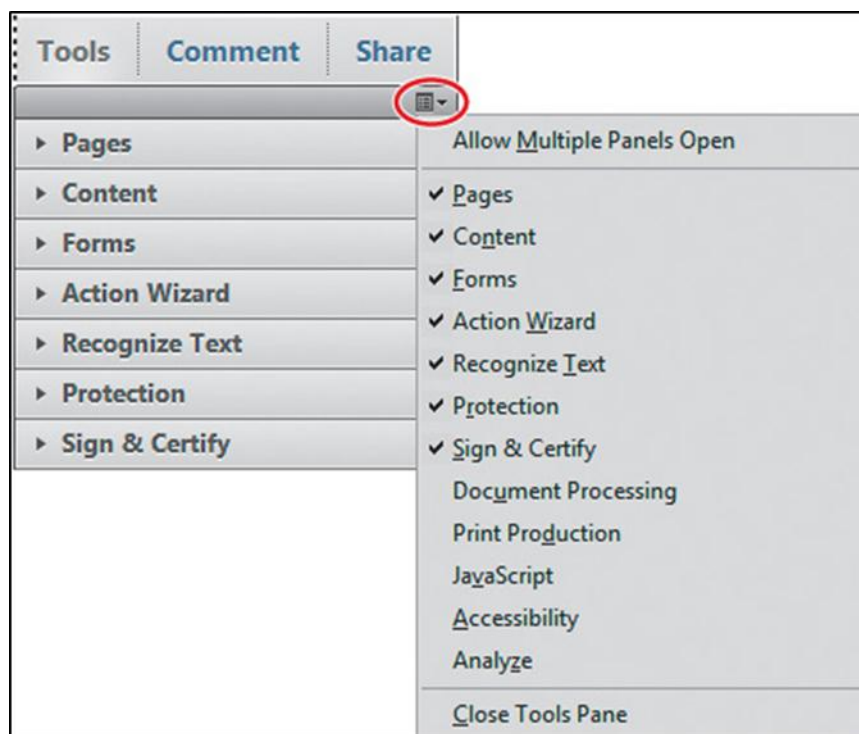 Tools Comment Share
Pages
Content
Forms
Action Wizard
Recognize Text
Protection
Sign & Certify
Allow Multiple Panels Open
Pages
Content
Forms
Action Wizard
Recognize Text
Protection
Sign & Certify
Document Processing
Print Production
JavaScript
Accessibility
Analyze
Close Tools Pane